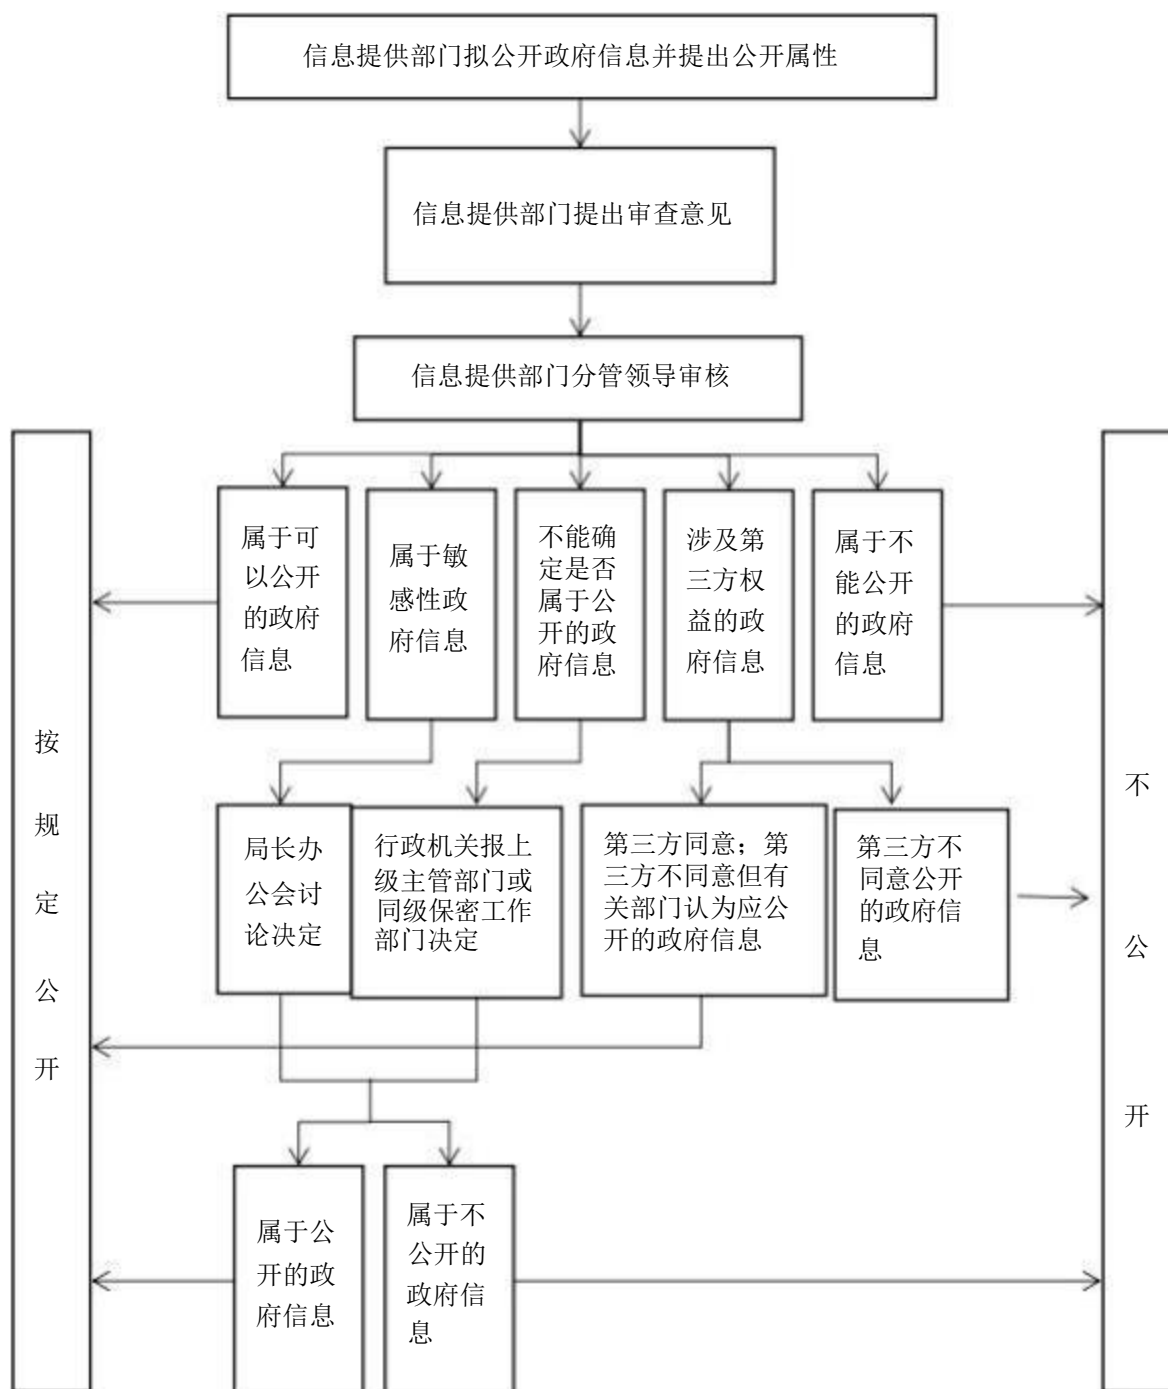 信息提供部门拟公开政府信息并提出公开属性
信息提供部门提出审查意见
信息提供部门分管领导审核
按
规
定
公
开
属于可
以公开
的政府
信息
属于敏
感性政
府信息
不能确
定是否
属于公
开的政
府信息
涉及第
三方权
益的政
府信息
属于不
能公开
的政府
信息
不
公
开
局长办
公会讨
论决定
行政机关报上
级主管部门或
同级保密工作
部门决定
第三方同意；第
三方不同意但有
关部门认为应公
开的政府信息
第三方不
同意公开
的政府信
息
属于公
开的政
府信息
属于不
公开的
政府信
息